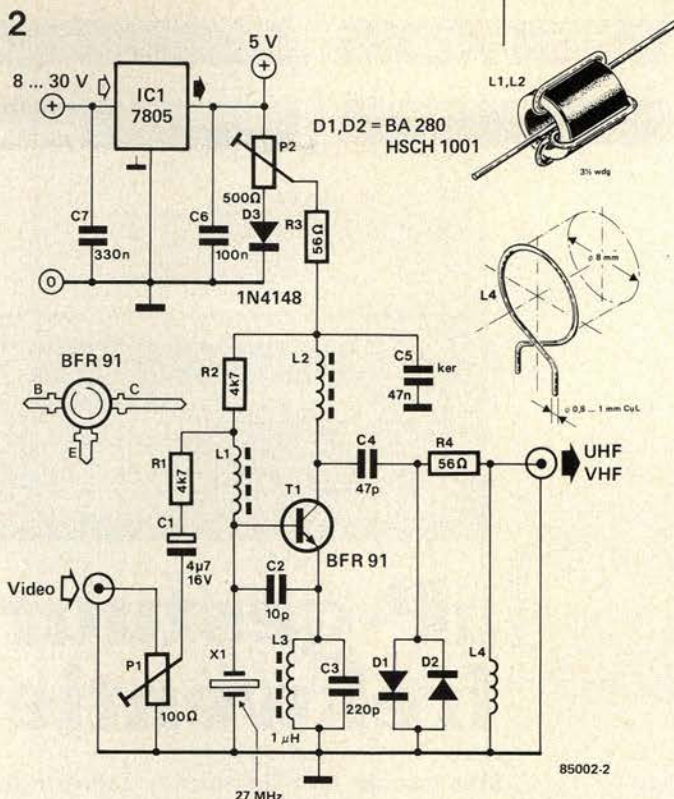 2
5 V
8 ... 30 V
IC1
7805
L1,L2
D1,D2 = BA 280
HSCH 1001
3½ wdg
P2
500Ω
D3
R3
56Ω
C7
330n
C6
100n
0
1N4148
ø 8 mm
L4
ø 0,8 ... 1 mm CuL
BFR 91
B
C
E
R2
4k7
L2
C5
ker
47n
R1
4k7
L1
C4
47p
R4
56Ω
UHF
VHF
T1
BFR 91
C1
4µ7
16V
Video
C2
10p
P1
100Ω
X1
L3
1 µH
C3
220p
D1
D2
L4
27 MHz
85002-2